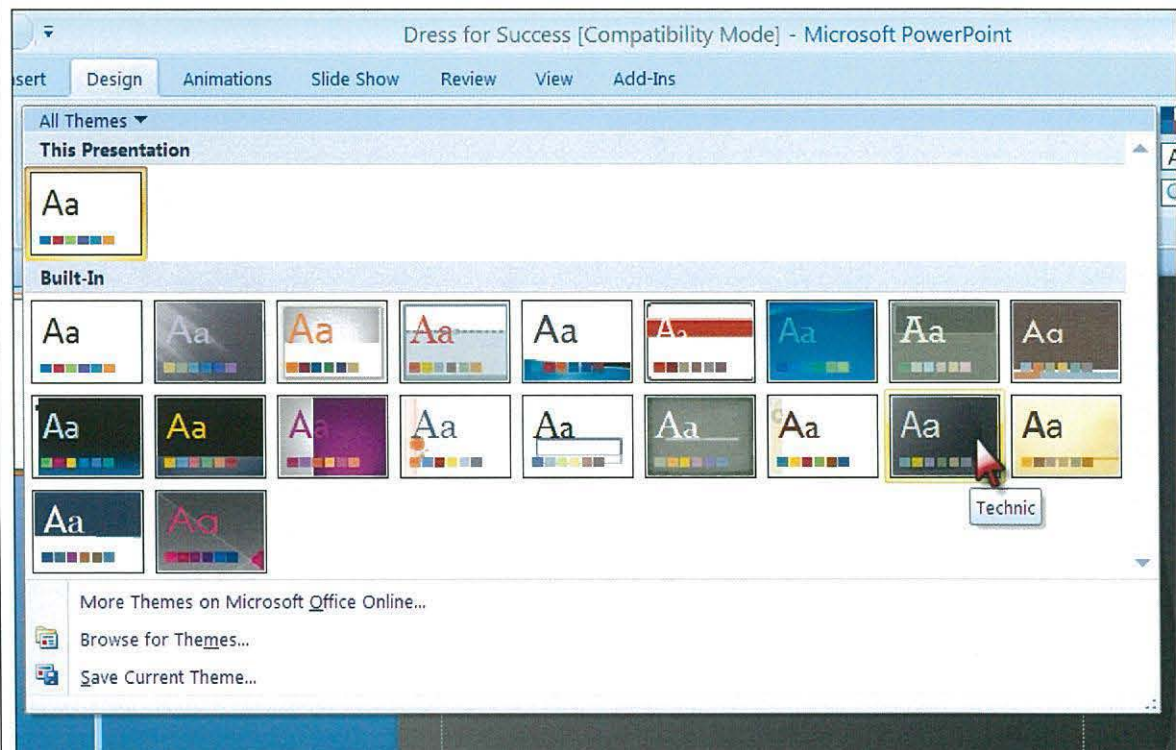 Dress for Success [Compatibility Mode] - Microsoft PowerPoint
sert Design Animations Slide Show Review View Add-Ins
All Themes
This Presentation
Aa
Built-In
Aa Aa Aa Aa Aa Aa Aa Aa Aa
Aa Aa Aa Aa Aa Aa Aa Aa Aa
Technic
Aa Aa
More Themes on Microsoft Office Online...
Browse for Themes...
Save Current Theme...